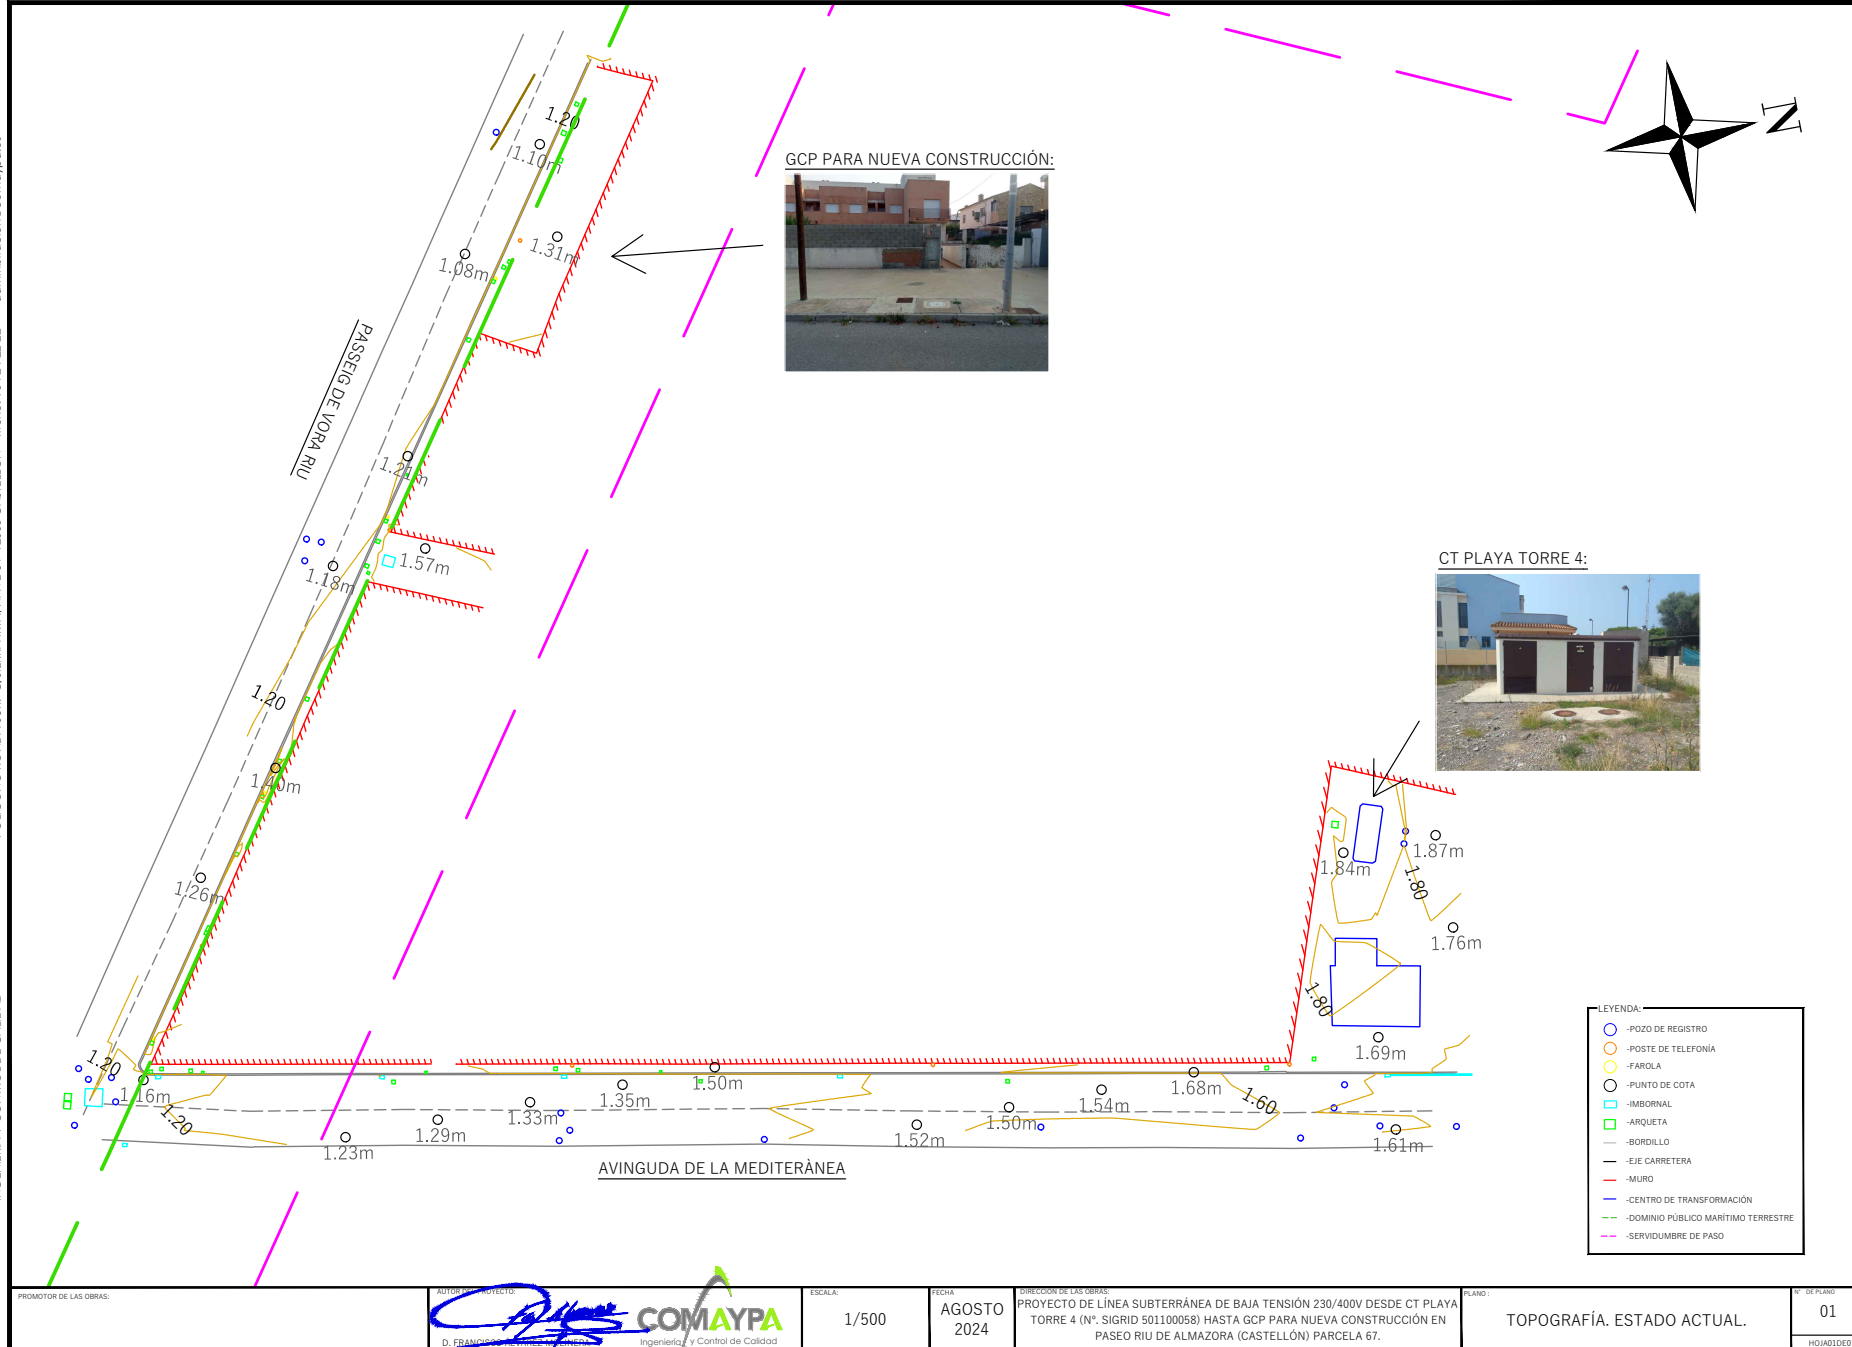 GCP PARA NUEVA CONSTRUCCIÓN:
N
1.20
1.10m
1.31m
1.08m
PASSEIG DE VORA RIU
1.21m
1.57m
1.18m
CT PLAYA TORRE 4:
1.20
1.40m
1.26m
1.87m
1.84m
1.80
1.76m
1.80
1.69m
1.20
1.16m
1.20
1.50m
1.35m
1.33m
1.29m
1.23m
1.68m
1.60
1.54m
1.50m
1.52m
1.61m
AVINGUDA DE LA MEDITERÀNEA
LEYENDA:
-POZO DE REGISTRO
-POSTE DE TELEFONÍA
-FAROLA
-PUNTO DE COTA
-IMBORNAL
-ARQUETA
-BORDILLO
-EJE CARRETERA
-MURO
-CENTRO DE TRANSFORMACIÓN
-DOMINIO PÚBLICO MARÍTIMO TERRESTRE
-SERVIDUMBRE DE PASO
PROMOTOR DE LAS OBRAS:
COMAYPA
Ingeniería y Control de Calidad
ESCALA:
1/500
FECHA
AGOSTO
2024
DIRECCIÓN DE LAS OBRAS:
PROYECTO DE LÍNEA SUBTERRÁNEA DE BAJA TENSIÓN 230/400V DESDE CT PLAYA
TORRE 4 (Nº. SIGRID 501100058) HASTA GCP PARA NUEVA CONSTRUCCIÓN EN
PASEO RIU DE ALMAZORA (CASTELLÓN) PARCELA 67.
PLANO :
TOPOGRAFÍA. ESTADO ACTUAL.
Nº DE PLANO
01